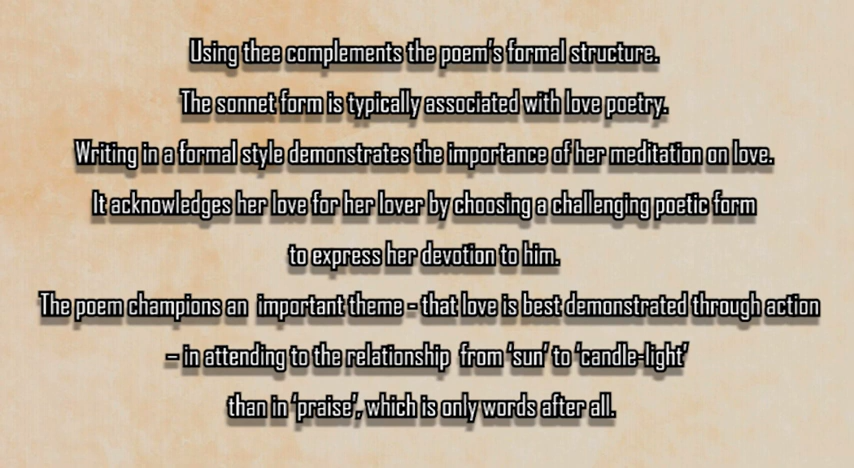 Using thee complements the poem's formal structure.
The sonnet form is typically associated with love poetry.
Writing in a formal style demonstrates the importance of her meditation on love.
It acknowledges her love for her lover by choosing a challenging poetic form
to express her devotion to him.
The poem champions an important theme - that love is best demonstrated through action
– in attending to the relationship from 'sun' to 'candle-light'
than in 'praise', which is only words after all.